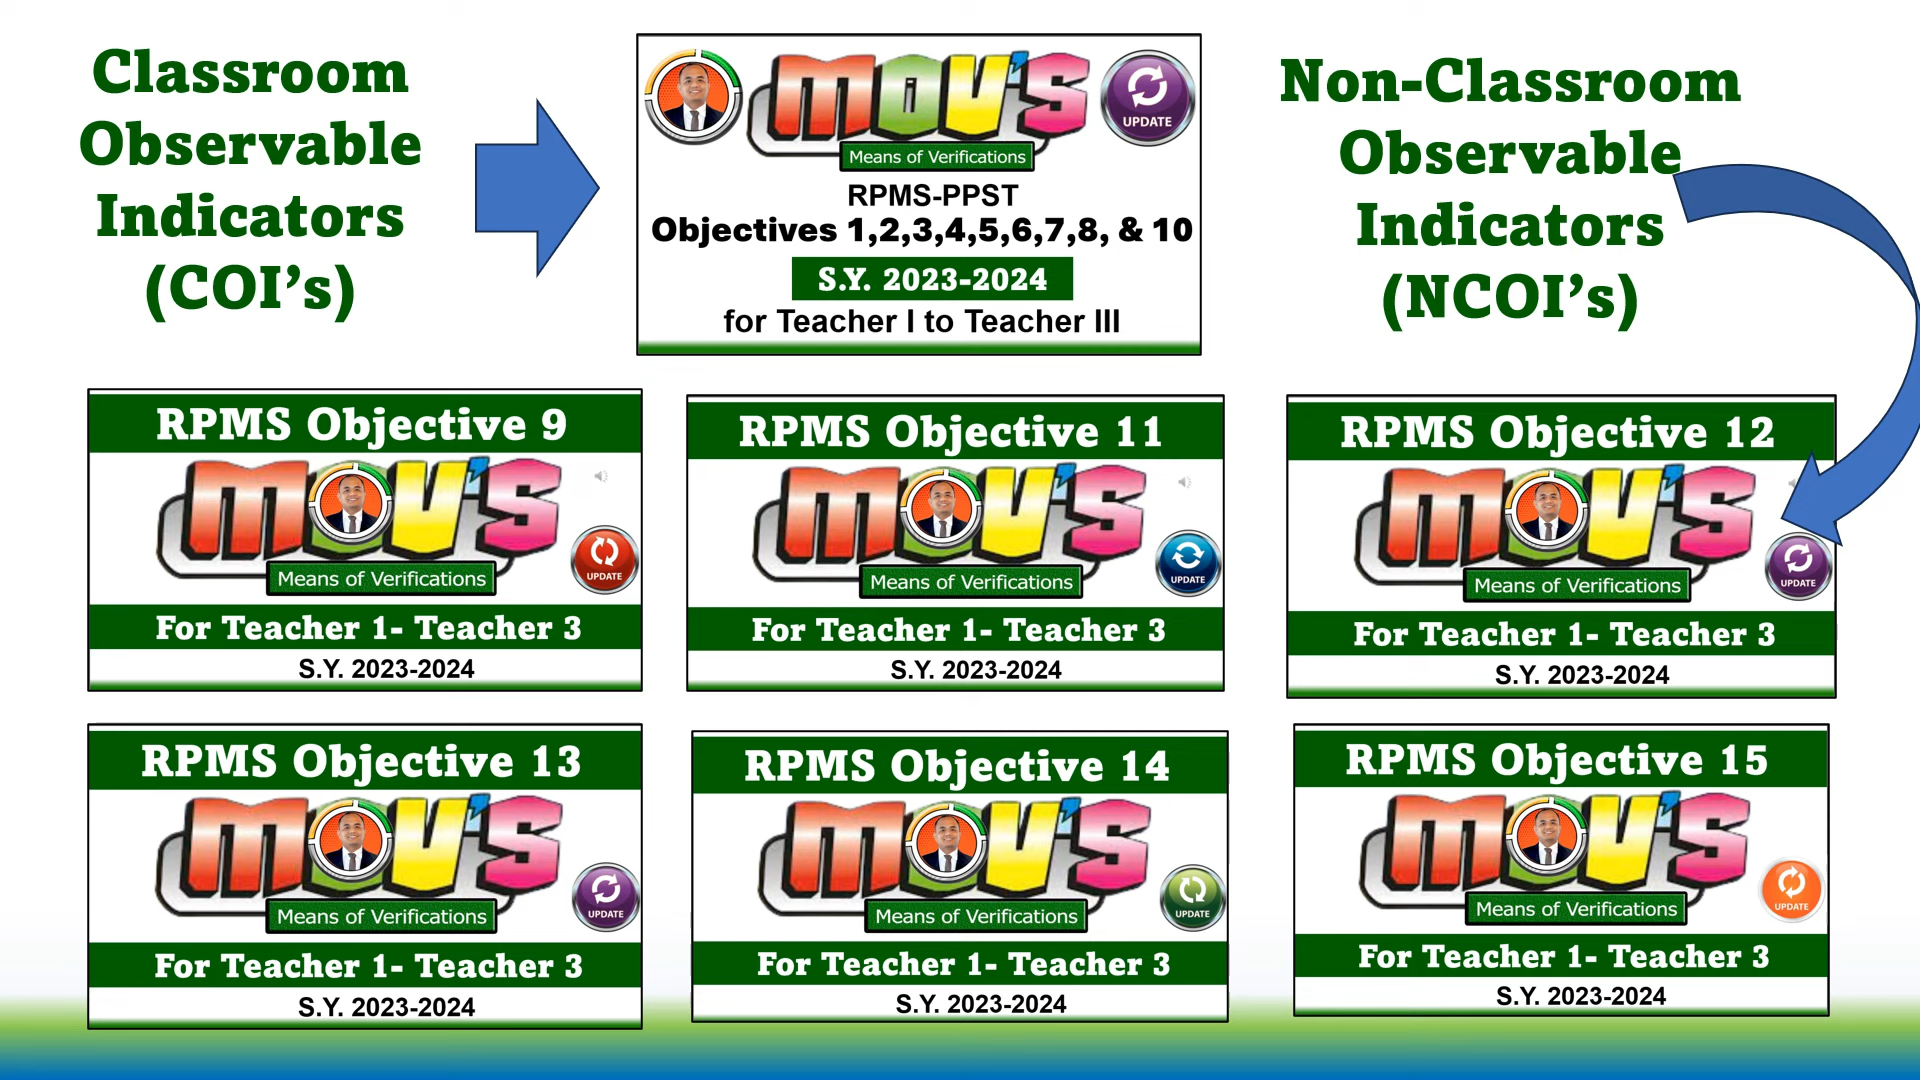 Classroom
Observable
Indicators
(COI's)
MOV'S
UPDATE
Means of Verifications
RPMS-PPST
Objectives 1,2,3,4,5,6,7,8, & 10
S.Y. 2023-2024
for Teacher I to Teacher III
Non-Classroom
Observable
Indicators
(NCOI's)
RPMS Objective 9
MOV'S
UPDATE
Means of Verifications
For Teacher 1- Teacher 3
S.Y. 2023-2024
RPMS Objective 11
MOV'S
UPDATE
Means of Verifications
For Teacher 1- Teacher 3
S.Y. 2023-2024
RPMS Objective 12
MOV'S
UPDATE
Means of Verifications
For Teacher 1- Teacher 3
S.Y. 2023-2024
RPMS Objective 13
MOV'S
UPDATE
Means of Verifications
For Teacher 1- Teacher 3
S.Y. 2023-2024
RPMS Objective 14
MOV'S
UPDATE
Means of Verifications
For Teacher 1- Teacher 3
S.Y. 2023-2024
RPMS Objective 15
MOV'S
UPDATE
Means of Verifications
For Teacher 1- Teacher 3
S.Y. 2023-2024